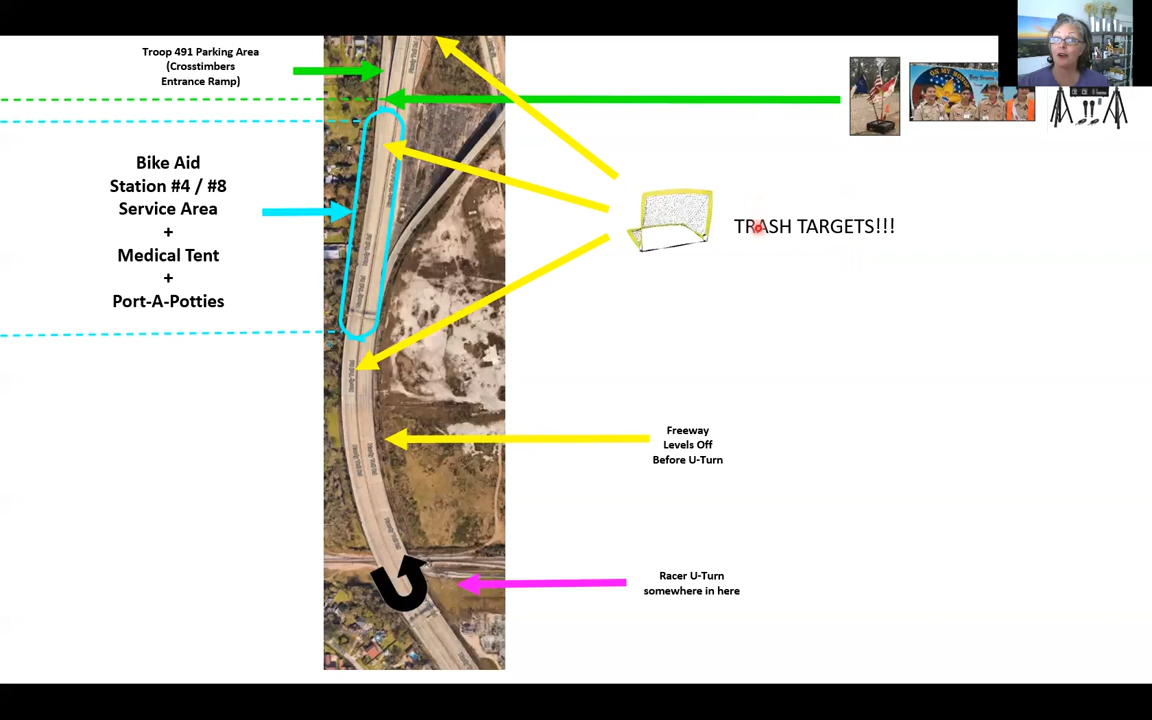 Troop 491 Parking Area
(Crosstimbers
Entrance Ramp)
Bike Aid
Station #4 / #8
Service Area
+
Medical Tent
+
Port-A-Potties
TRASH TARGETS!!!
Freeway
Levels Off
Before U-Turn
Racer U-Turn
somewhere in here